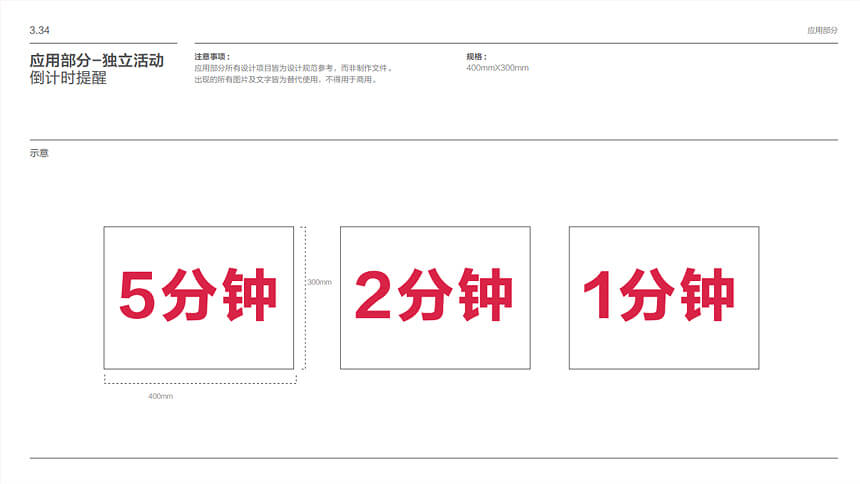 3.34
应用部分
应用部分-独立活动
倒计时提醒
注意事项:
应用部分所有设计项目皆为设计规范参考,而非制作文件。
出现的所有图片及文字皆为替代使用,不得用于商用。
规格:
400mmX300mm
示意
5分钟
300mm
2分钟
1分钟
400mm